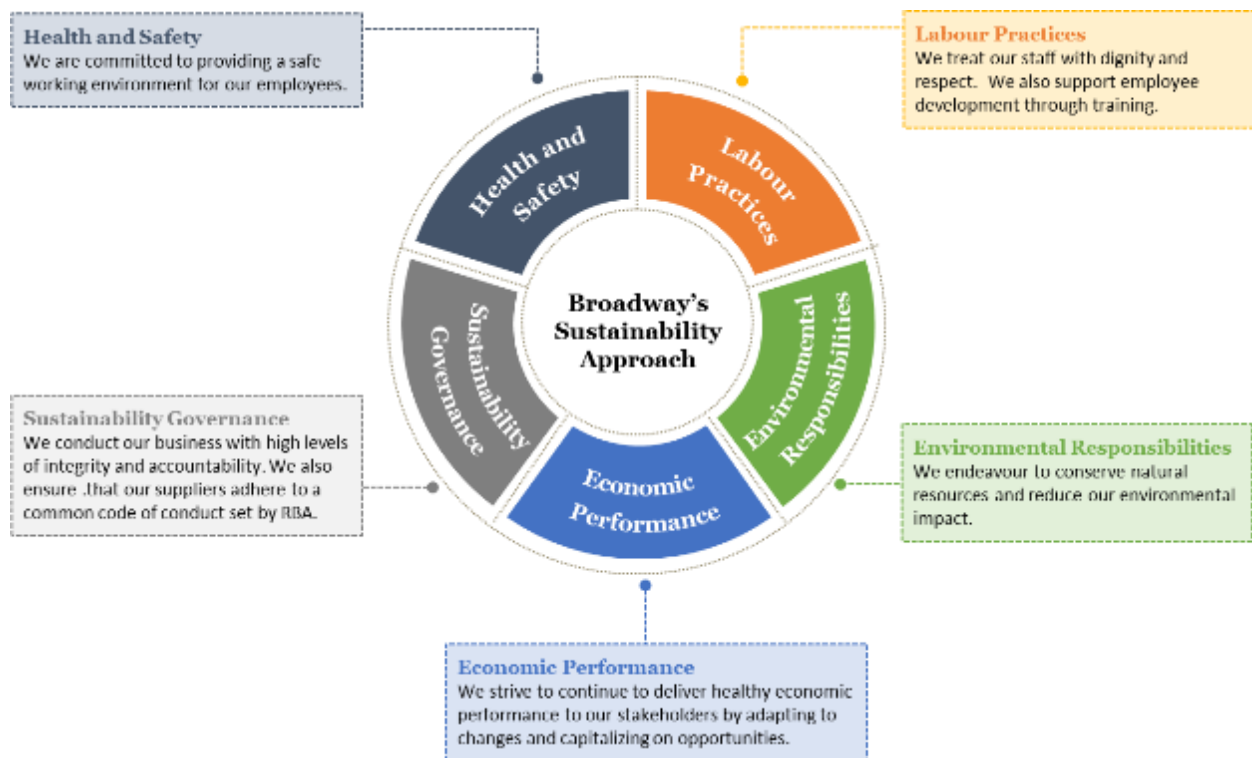 Health and Safety
We are committed to providing a safe
working environment for our employees.
Labour Practices
We treat our staff with dignity and
respect. We also support employee
development through training.
Health and
Safety
Labour
Practices
Broadway's
Sustainability
Approach
Sustainability
Governance
Environmental
Responsibilities
Economic
Performance
Sustainability Governance
We conduct our business with high levels
of integrity and accountability. We also
ensure .that our suppliers adhere to a
common code of conduct set by RBA.
Environmental Responsibilities
We endeavour to conserve natural
resources and reduce our environmental
impact.
Economic Performance
We strive to continue to deliver healthy economic
performance to our stakeholders by adapting to
changes and capitalizing on opportunities.